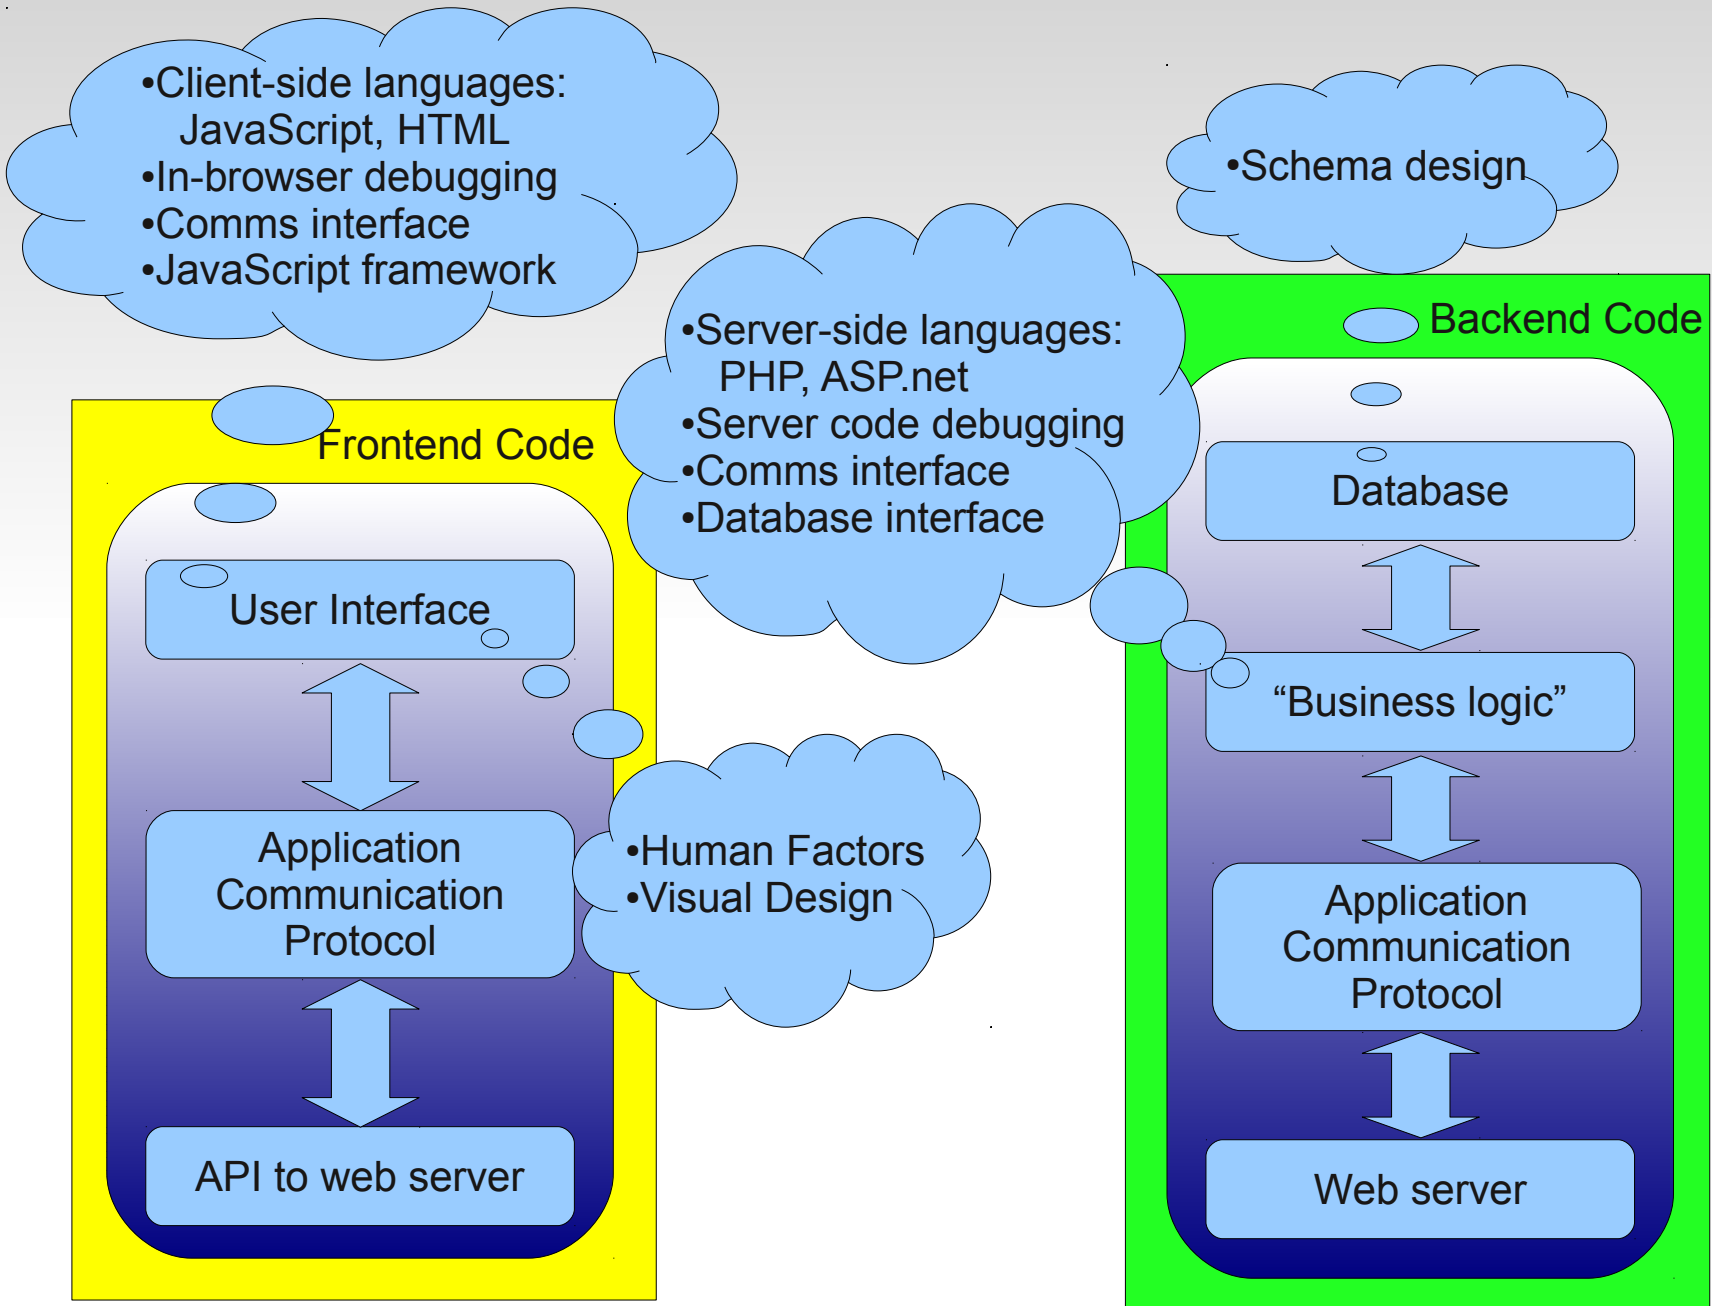 •Client-side languages:
JavaScript, HTML
•In-browser debugging
•Comms interface
•JavaScript framework
•Schema design
•Server-side languages:
PHP, ASP.net
•Server code debugging
•Comms interface
•Database interface
Frontend Code
User Interface
Application
Communication
Protocol
API to web server
•Human Factors
•Visual Design
Backend Code
Database
“Business logic”
Application
Communication
Protocol
Web server